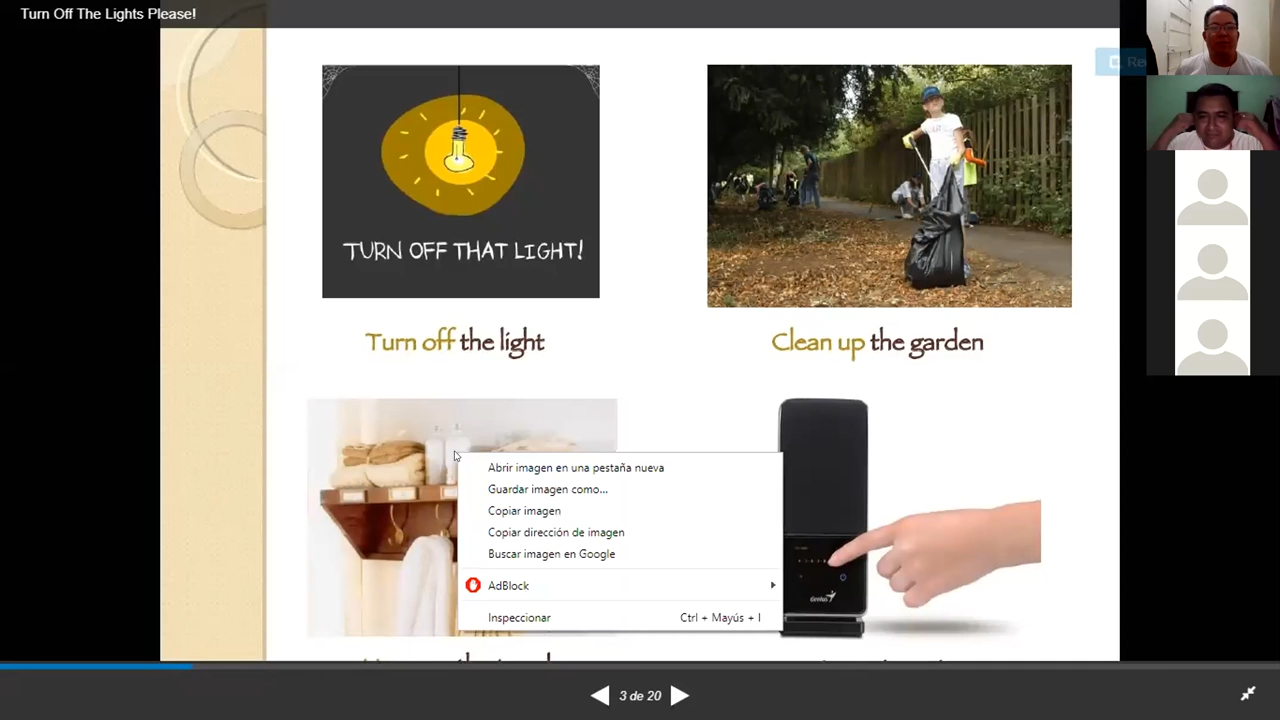 Turn Off The Lights Please!
Re
TURN OFF THAT LIGHT!
Turn off the light
Clean up the garden
Abrir imagen en una pestaña nueva
Guardar imagen como...
Copiar imagen
Copiar dirección de imagen
Buscar imagen en Google
AdBlock
Inspeccionar Ctrl + Mayús + I
Genius
3 de 20